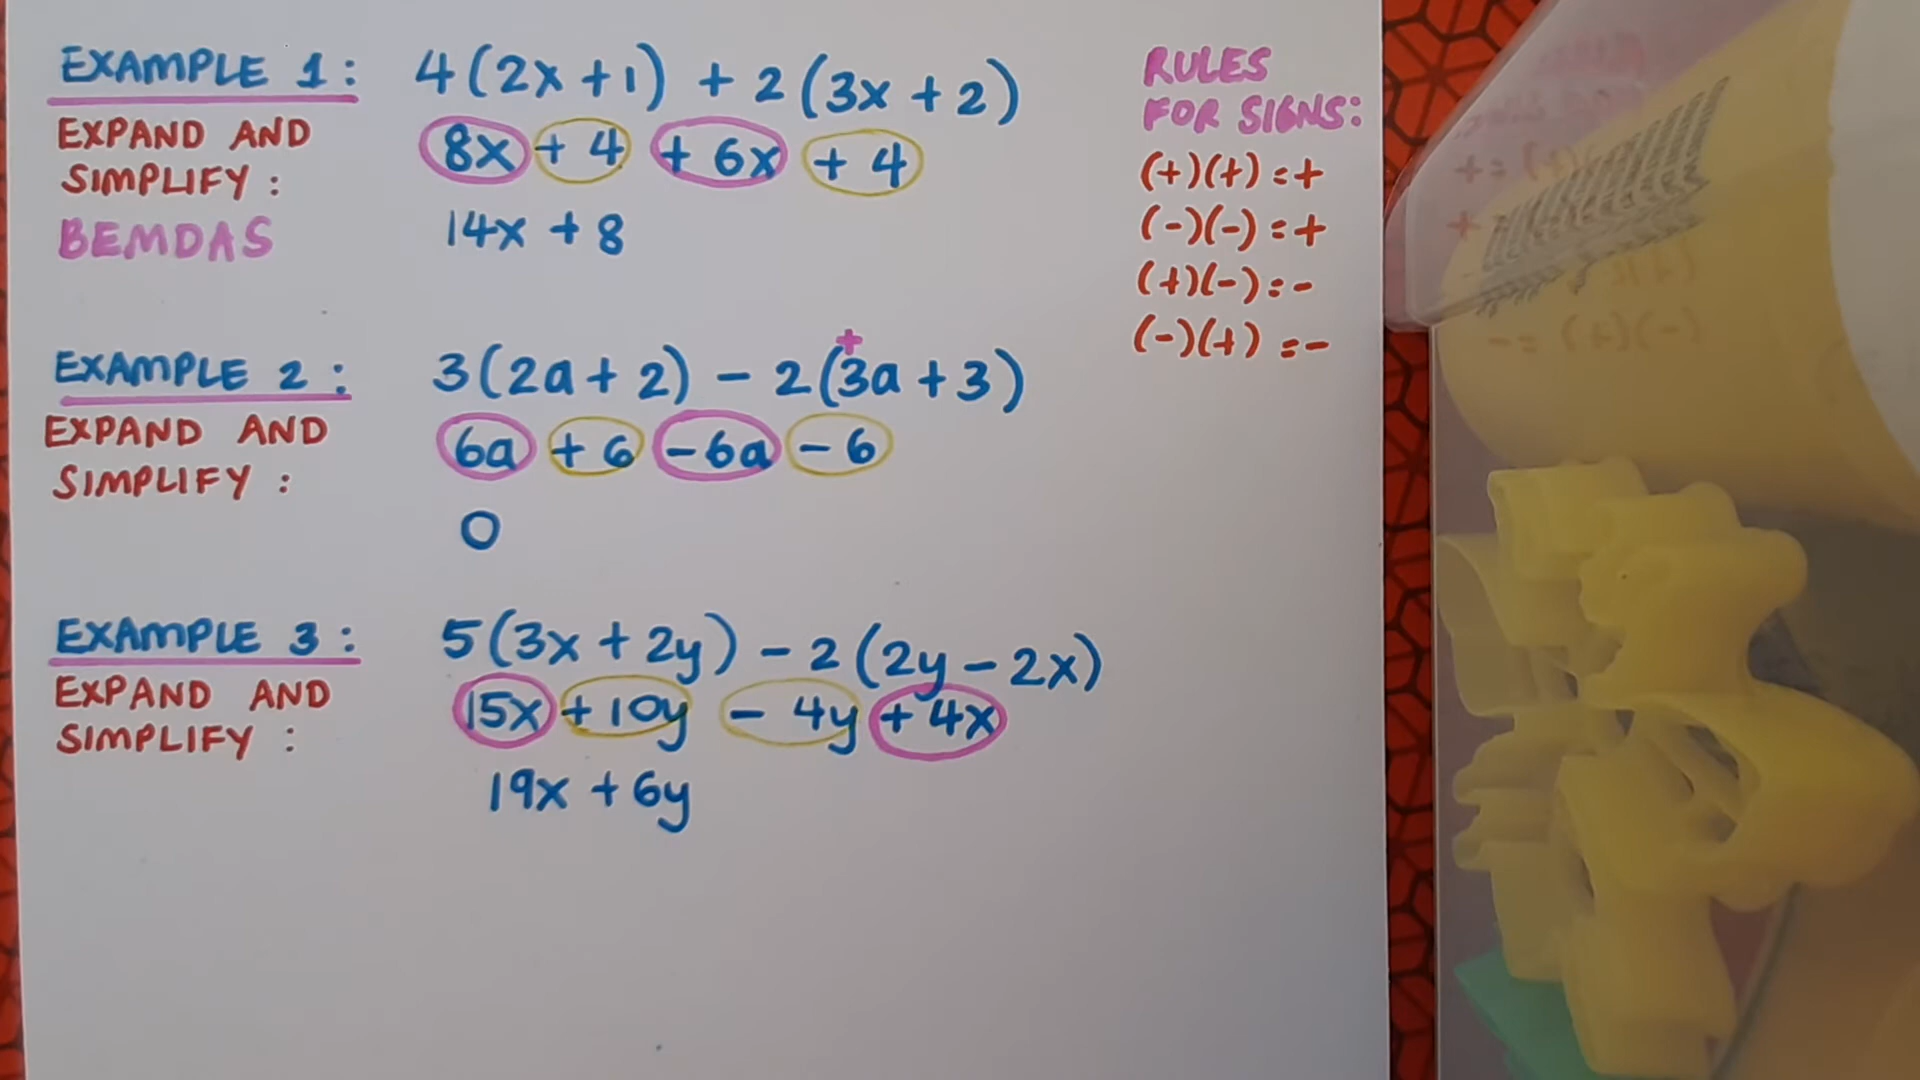 EXAMPLE 1: 4(2x+1) + 2(3x+2)
EXPAND AND
SIMPLIFY:
8x + 4 + 6x + 4
BEMDAS
14x + 8
EXAMPLE 2: 3(2a+2) - 2(3a+3)
+
EXPAND AND
SIMPLIFY:
6a + 6 - 6a - 6
0
EXAMPLE 3: 5(3x+2y) - 2(2y-2x)
EXPAND AND
SIMPLIFY:
15x + 10y - 4y + 4x
19x + 6y
RULES
FOR SIGNS:
(+)(+) = +
(-)(-) = +
(+)(-) = -
(-)(+) = -